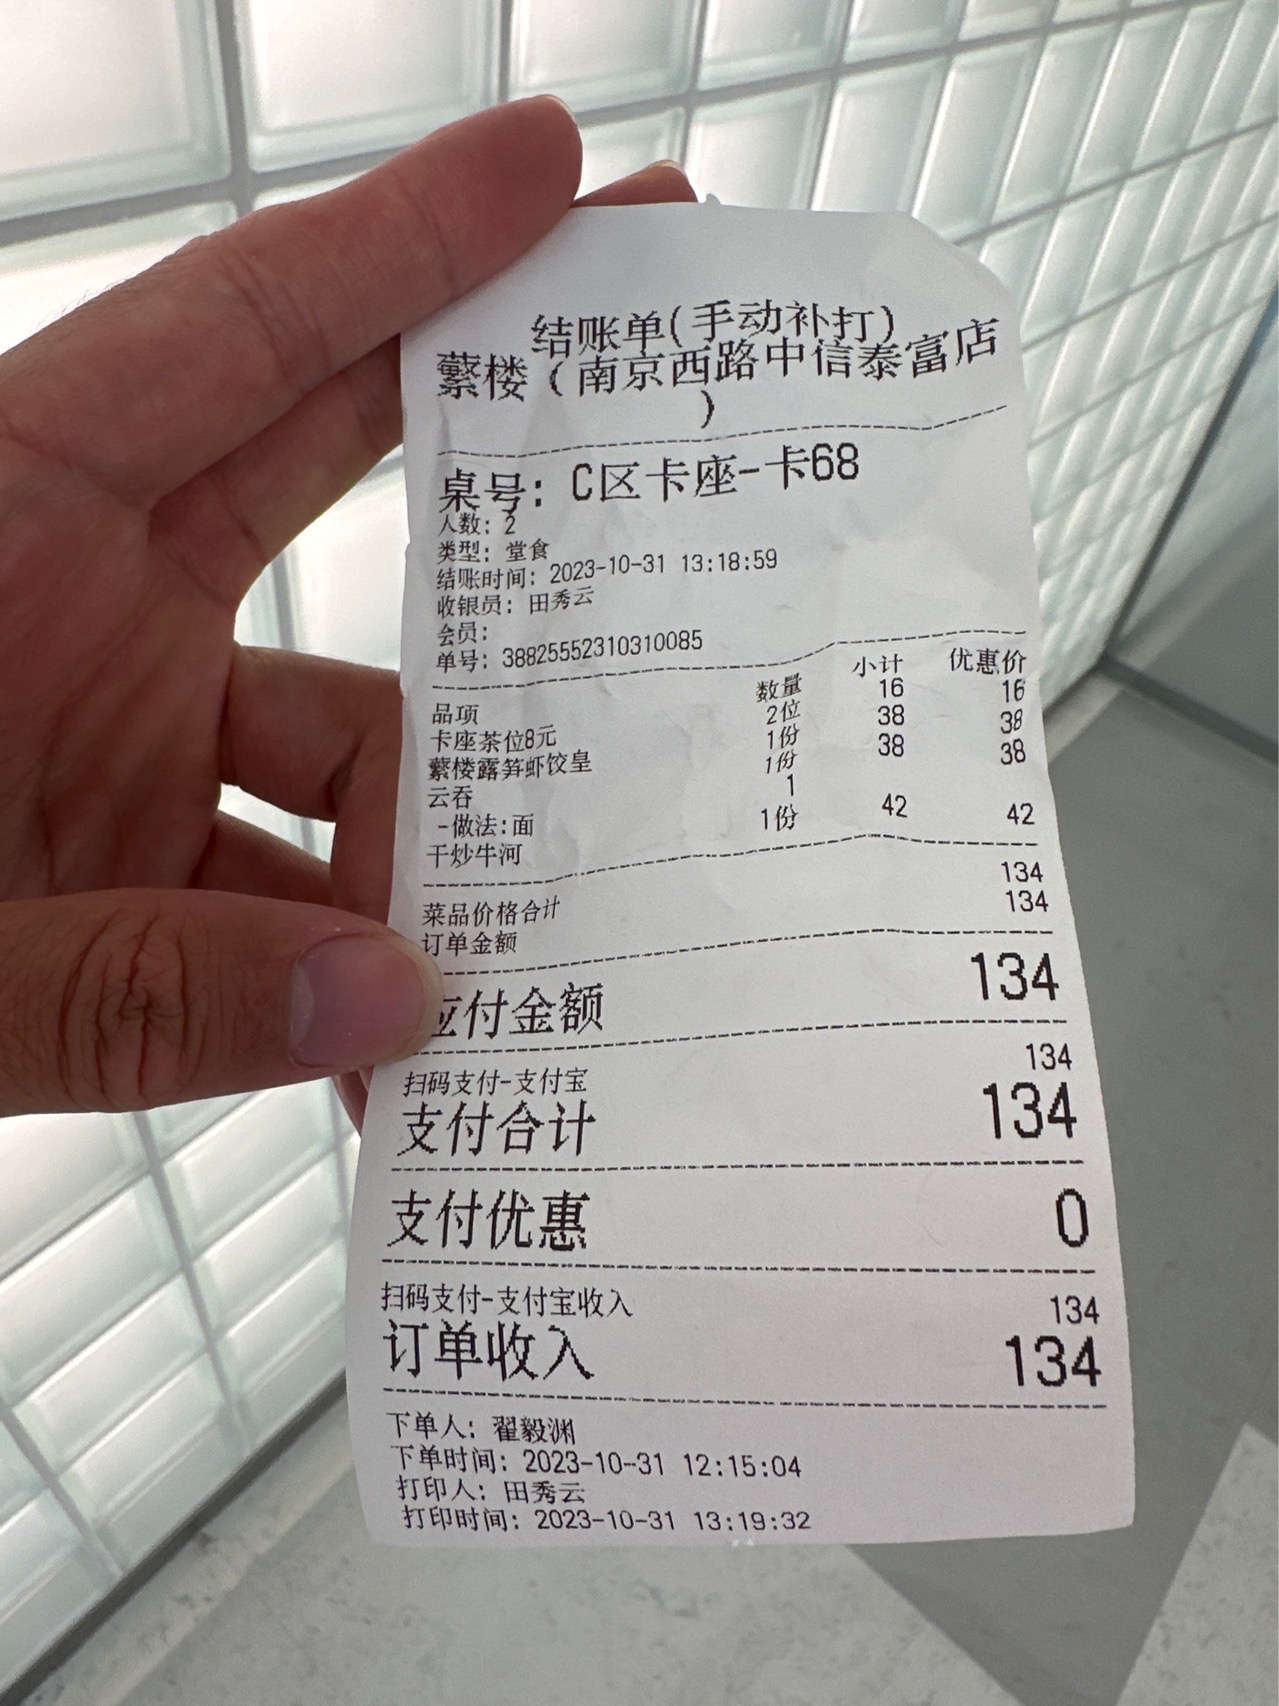 结账单(手动补打)
蘩楼（南京西路中信泰富店
）
桌号: C区卡座-卡68
人数: 2
类型: 堂食
结账时间: 2023-10-31 13:18:59
收银员: 田秀云
会员:
单号: 38825552310310085
品项 数量 小计 优惠价
卡座茶位8元 2位 16 16
蘩楼露笋虾饺皇 1份 38 38
云吞 1份 38 38
-做法:面 1
干炒牛河 1份 42 42
菜品价格合计 134
订单金额 134
应付金额 134
扫码支付-支付宝 134
支付合计 134
支付优惠 0
扫码支付-支付宝收入 134
订单收入 134
下单人: 翟毅渊
下单时间: 2023-10-31 12:15:04
打印人: 田秀云
打印时间: 2023-10-31 13:19:32